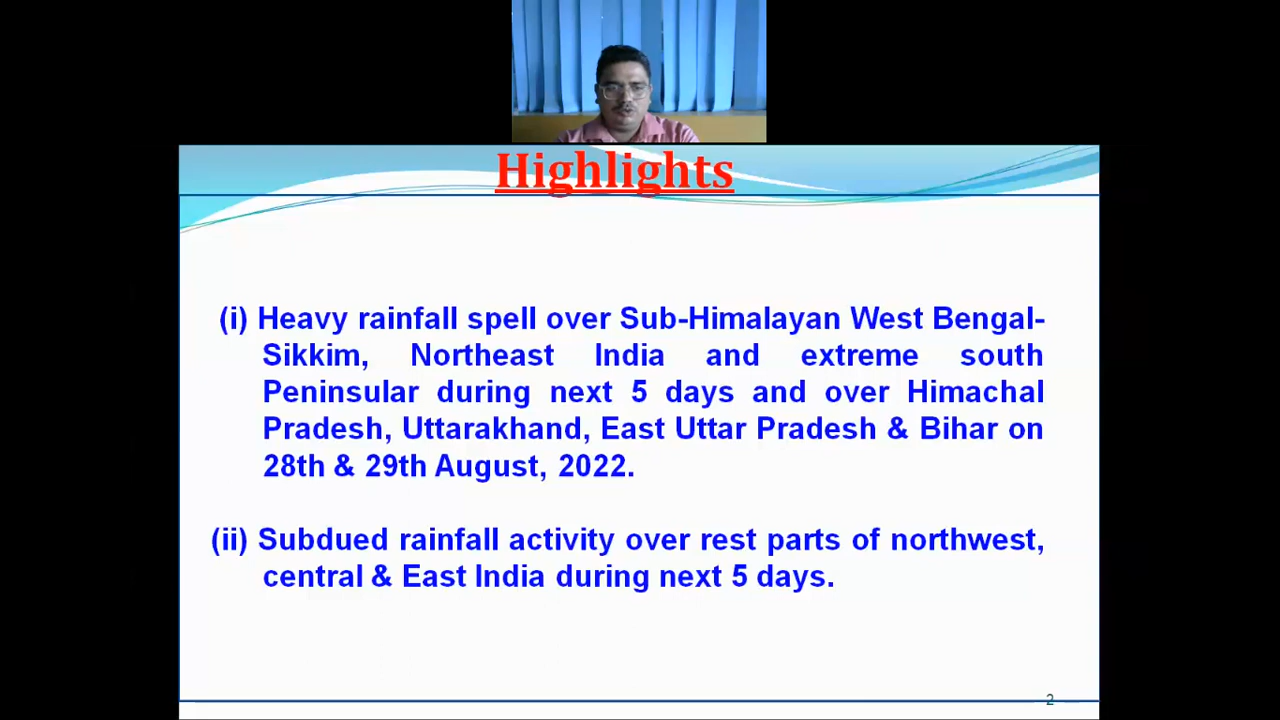 Highlights
(i) Heavy rainfall spell over Sub-Himalayan West Bengal-
Sikkim, Northeast India and extreme south
Peninsular during next 5 days and over Himachal
Pradesh, Uttarakhand, East Uttar Pradesh & Bihar on
28th & 29th August, 2022.
(ii) Subdued rainfall activity over rest parts of northwest,
central & East India during next 5 days.
2